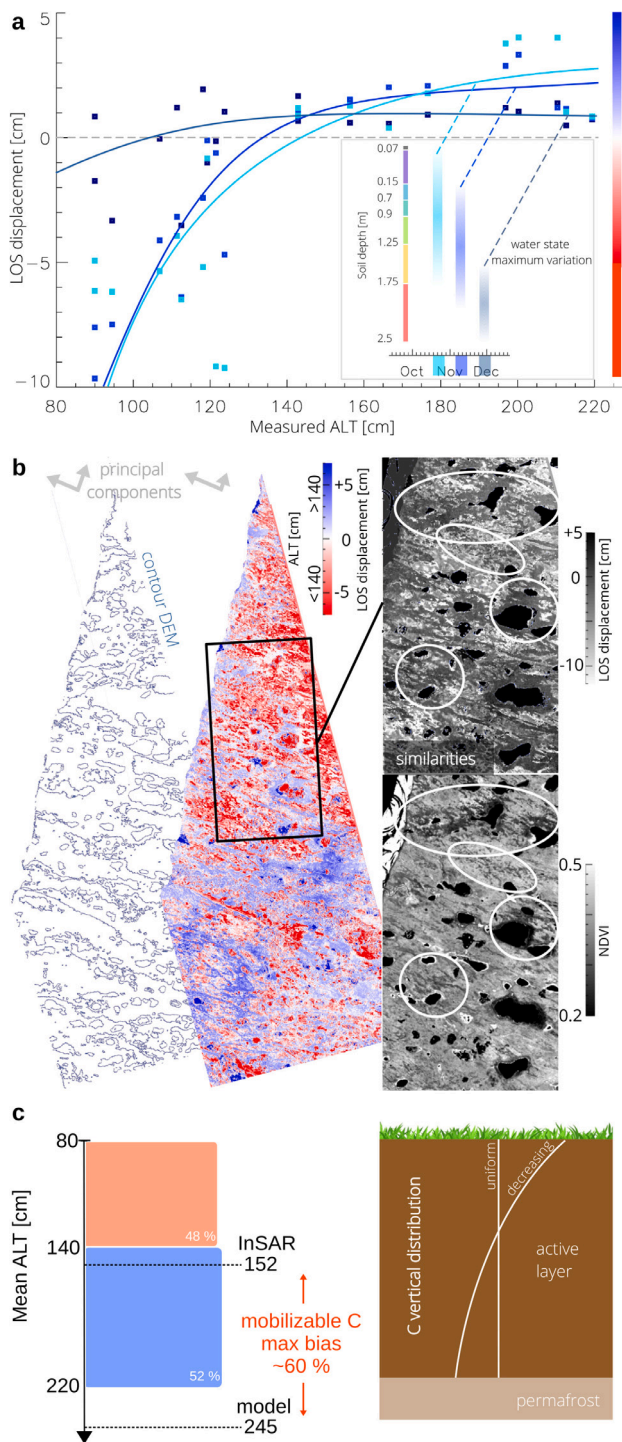 a
LOS displacement [cm]
5
0
−5
−10
80
100
120
140
160
180
200
220
Measured ALT [cm]
Soil depth [m]
0.07
0.15
0.7
0.9
1.25
1.75
2.5
water state
maximum variation
Oct
Nov
Dec
b
principal
components
contour DEM
ALT [cm]
<140
>140
+5
0
-5
LOS displacement [cm]
similarities
+5
0
-10
LOS displacement [cm]
0.5
0.2
NDVI
c
Mean ALT [cm]
80
140
220
48 %
52 %
InSAR
152
mobilizable C
max bias
~60 %
model
245
C vertical distribution
uniform
decreasing
active
layer
permafrost